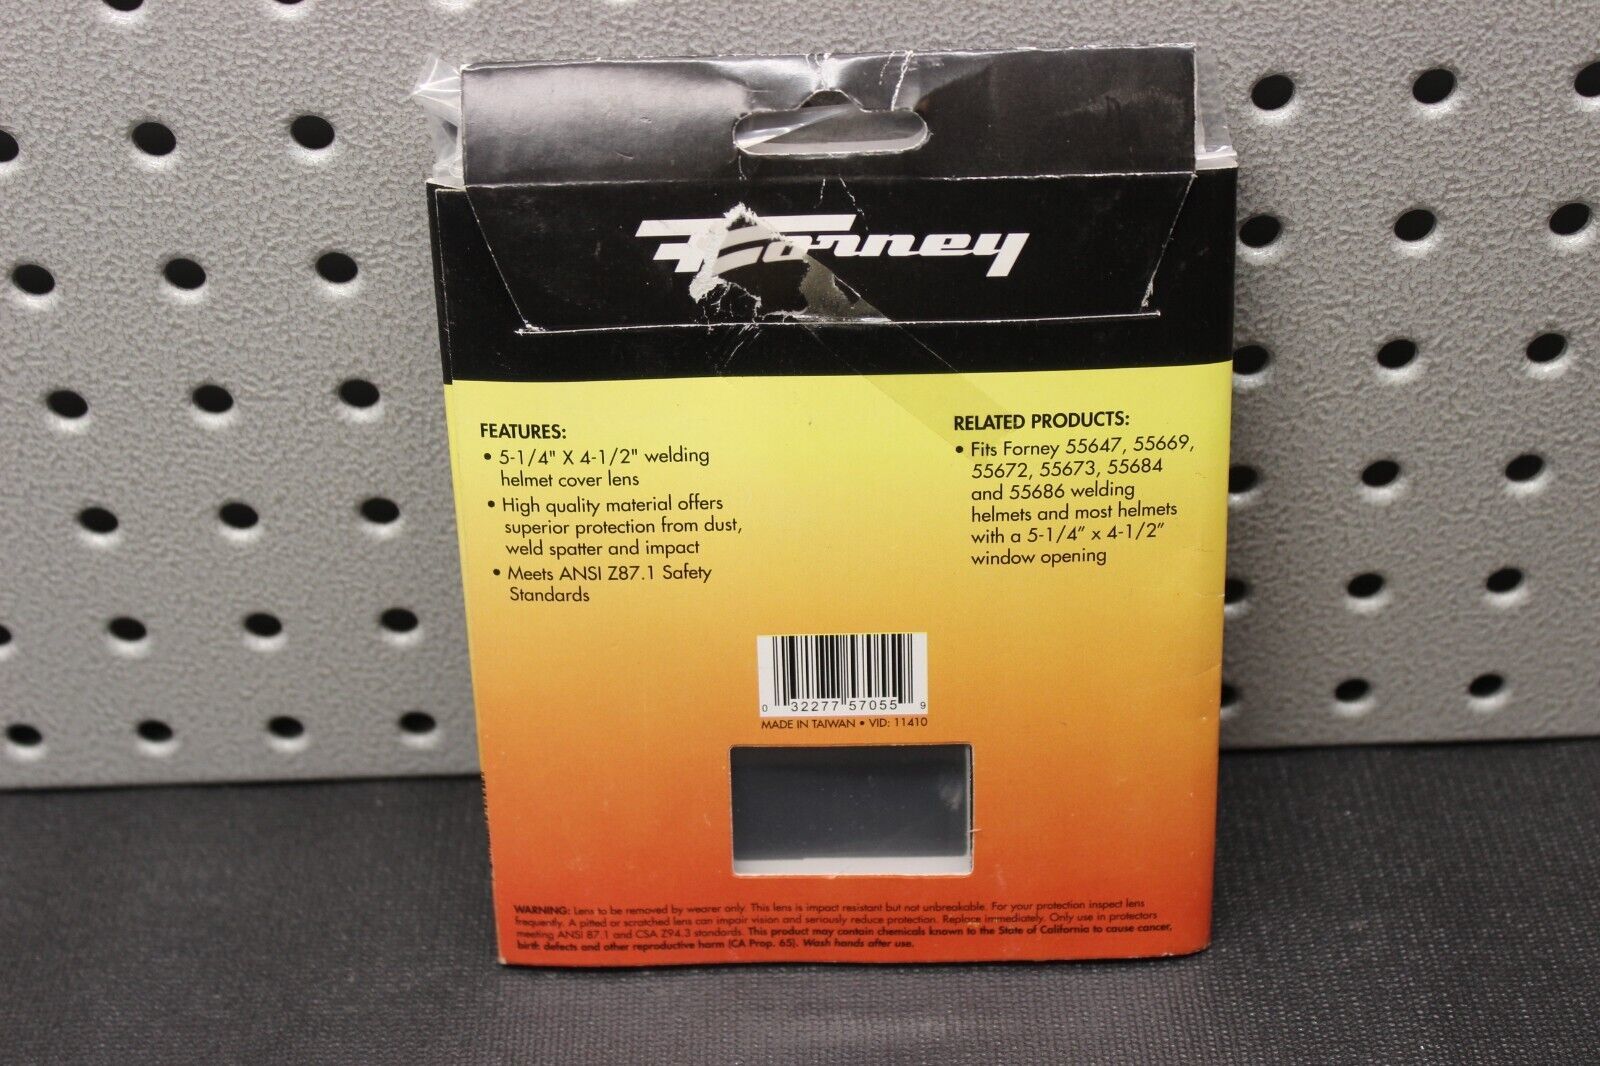 Forney
FEATURES:
• 5-1/4" X 4-1/2" welding
helmet cover lens
• High quality material offers
superior protection from dust,
weld spatter and impact
• Meets ANSI Z87.1 Safety
Standards
RELATED PRODUCTS:
• Fits Forney 55647, 55669,
55672, 55673, 55684
and 55686 welding
helmets and most helmets
with a 5-1/4" x 4-1/2"
window opening
0 32277 57055 9
MADE IN TAIWAN • VID: 11410
WARNING: Lens to be removed by wearer only. This lens is impact resistant but not unbreakable. For your protection inspect lens
frequently. A pitted or scratched lens can impair vision and seriously reduce protection. Replace immediately. Only use in protectors
meeting ANSI 87.1 and CSA Z94.3 standards. This product may contain chemicals known to the State of California to cause cancer,
birth defects and other reproductive harm (CA Prop. 65). Wash hands after use.